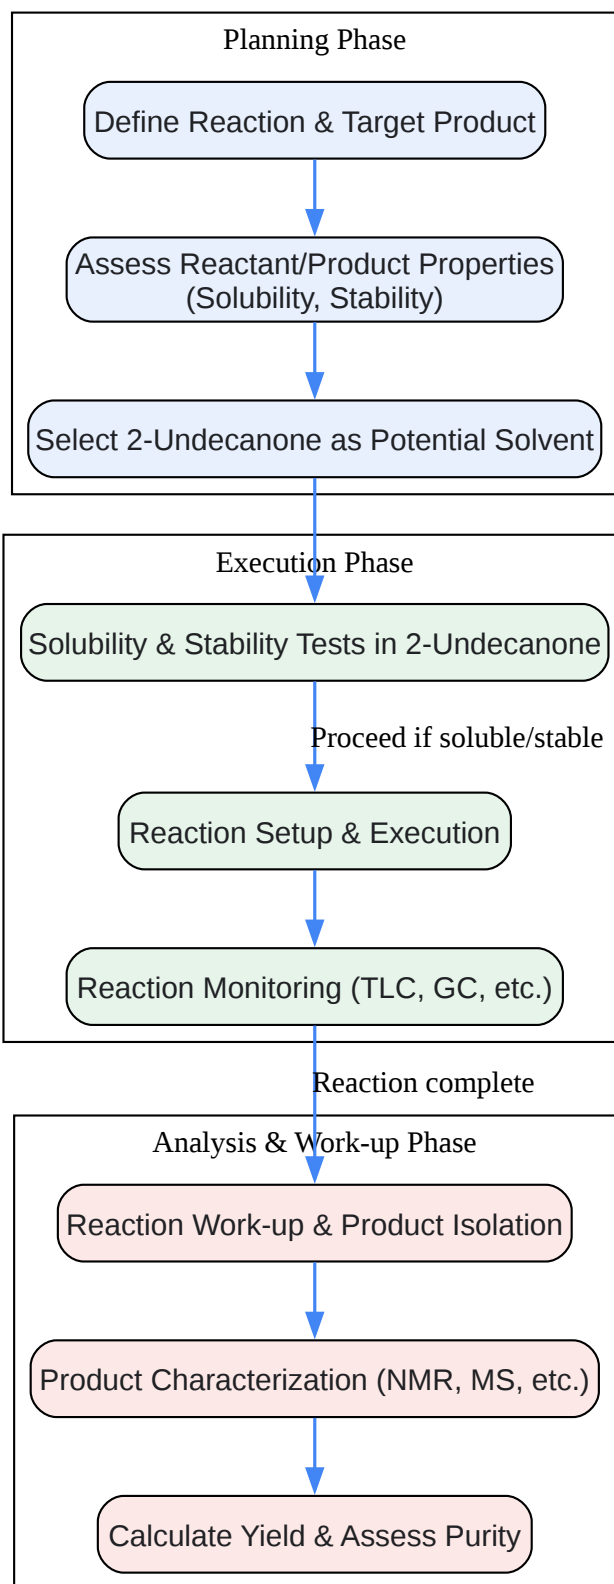 Planning Phase
Define Reaction & Target Product
Assess Reactant/Product Properties
(Solubility, Stability)
Select 2-Undecanone as Potential Solvent
Execution Phase
Solubility & Stability Tests in 2-Undecanone
Proceed if soluble/stable
Reaction Setup & Execution
Reaction Monitoring (TLC, GC, etc.)
Reaction complete
Analysis & Work-up Phase
Reaction Work-up & Product Isolation
Product Characterization (NMR, MS, etc.)
Calculate Yield & Assess Purity